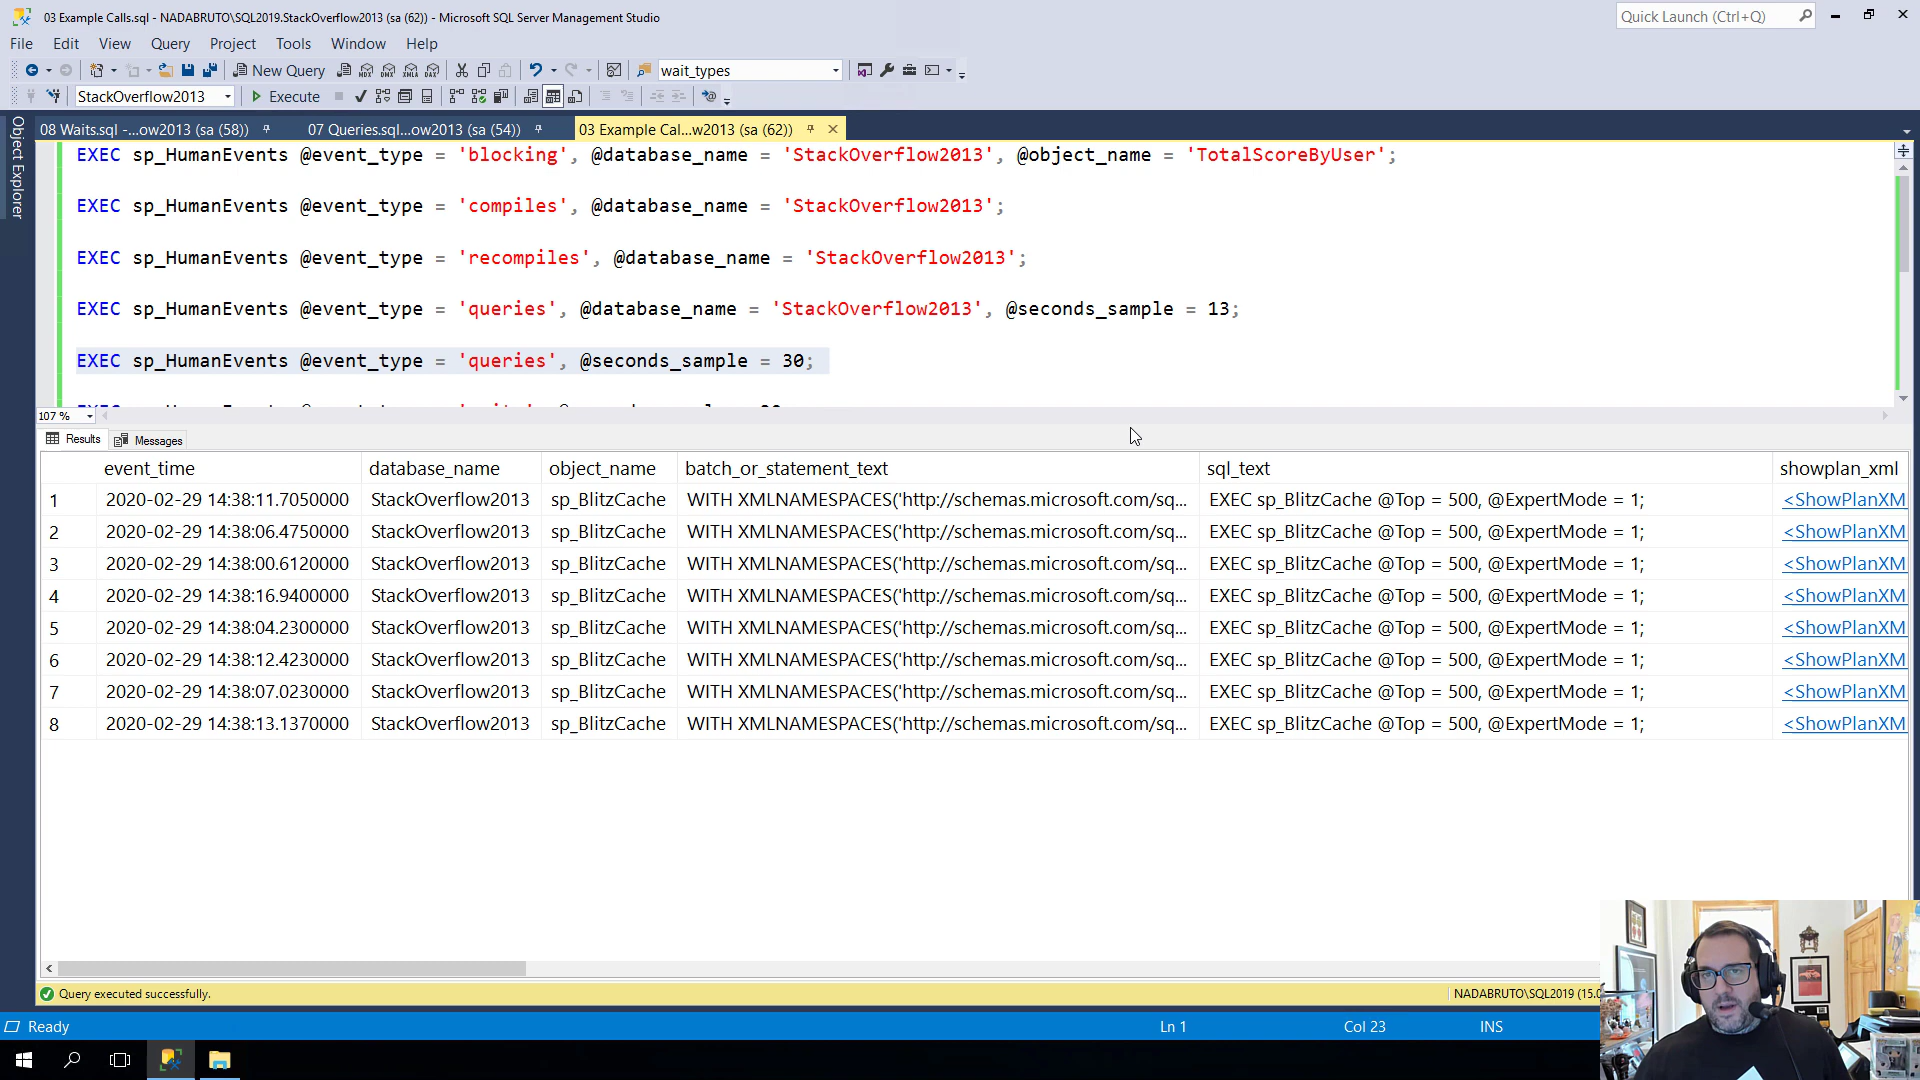 03 Example Calls.sql - NADABRUTO\SQL2019.StackOverflow2013 (sa (62)) - Microsoft SQL Server Management Studio
Quick Launch (Ctrl+Q)
File Edit View Query Project Tools Window Help
New Query
MDX DMX XMLA DAX
wait_types
StackOverflow2013
Execute
Object Explorer
08 Waits.sql -...ow2013 (sa (58))
07 Queries.sql...ow2013 (sa (54))
03 Example Cal...w2013 (sa (62))
EXEC sp_HumanEvents @event_type = 'blocking', @database_name = 'StackOverflow2013', @object_name = 'TotalScoreByUser';
EXEC sp_HumanEvents @event_type = 'compiles', @database_name = 'StackOverflow2013';
EXEC sp_HumanEvents @event_type = 'recompiles', @database_name = 'StackOverflow2013';
EXEC sp_HumanEvents @event_type = 'queries', @database_name = 'StackOverflow2013', @seconds_sample = 13;
EXEC sp_HumanEvents @event_type = 'queries', @seconds_sample = 30;
107 %
Results Messages
event_time database_name object_name batch_or_statement_text sql_text showplan_xml
1 2020-02-29 14:38:11.7050000 StackOverflow2013 sp_BlitzCache WITH XMLNAMESPACES('http://schemas.microsoft.com/sq... EXEC sp_BlitzCache @Top = 500, @ExpertMode = 1; <ShowPlanXM
2 2020-02-29 14:38:06.4750000 StackOverflow2013 sp_BlitzCache WITH XMLNAMESPACES('http://schemas.microsoft.com/sq... EXEC sp_BlitzCache @Top = 500, @ExpertMode = 1; <ShowPlanXM
3 2020-02-29 14:38:00.6120000 StackOverflow2013 sp_BlitzCache WITH XMLNAMESPACES('http://schemas.microsoft.com/sq... EXEC sp_BlitzCache @Top = 500, @ExpertMode = 1; <ShowPlanXM
4 2020-02-29 14:38:16.9400000 StackOverflow2013 sp_BlitzCache WITH XMLNAMESPACES('http://schemas.microsoft.com/sq... EXEC sp_BlitzCache @Top = 500, @ExpertMode = 1; <ShowPlanXM
5 2020-02-29 14:38:04.2300000 StackOverflow2013 sp_BlitzCache WITH XMLNAMESPACES('http://schemas.microsoft.com/sq... EXEC sp_BlitzCache @Top = 500, @ExpertMode = 1; <ShowPlanXM
6 2020-02-29 14:38:12.4230000 StackOverflow2013 sp_BlitzCache WITH XMLNAMESPACES('http://schemas.microsoft.com/sq... EXEC sp_BlitzCache @Top = 500, @ExpertMode = 1; <ShowPlanXM
7 2020-02-29 14:38:07.0230000 StackOverflow2013 sp_BlitzCache WITH XMLNAMESPACES('http://schemas.microsoft.com/sq... EXEC sp_BlitzCache @Top = 500, @ExpertMode = 1; <ShowPlanXM
8 2020-02-29 14:38:13.1370000 StackOverflow2013 sp_BlitzCache WITH XMLNAMESPACES('http://schemas.microsoft.com/sq... EXEC sp_BlitzCache @Top = 500, @ExpertMode = 1; <ShowPlanXM
Query executed successfully.
NADABRUTO\SQL2019 (15.0
Ready
Ln 1 Col 23 INS